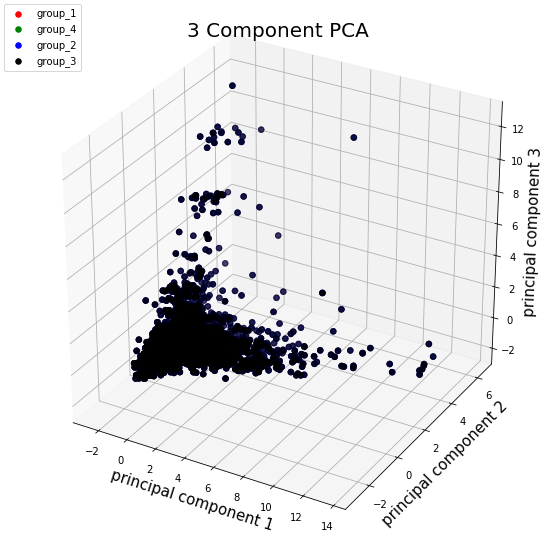 3 Component PCA
group_1
group_4
group_2
group_3
12
10
8
6
4
2
0
−2
principal component 3
6
4
2
0
−2
principal component 2
−2
0
2
4
6
8
10
12
14
principal component 1